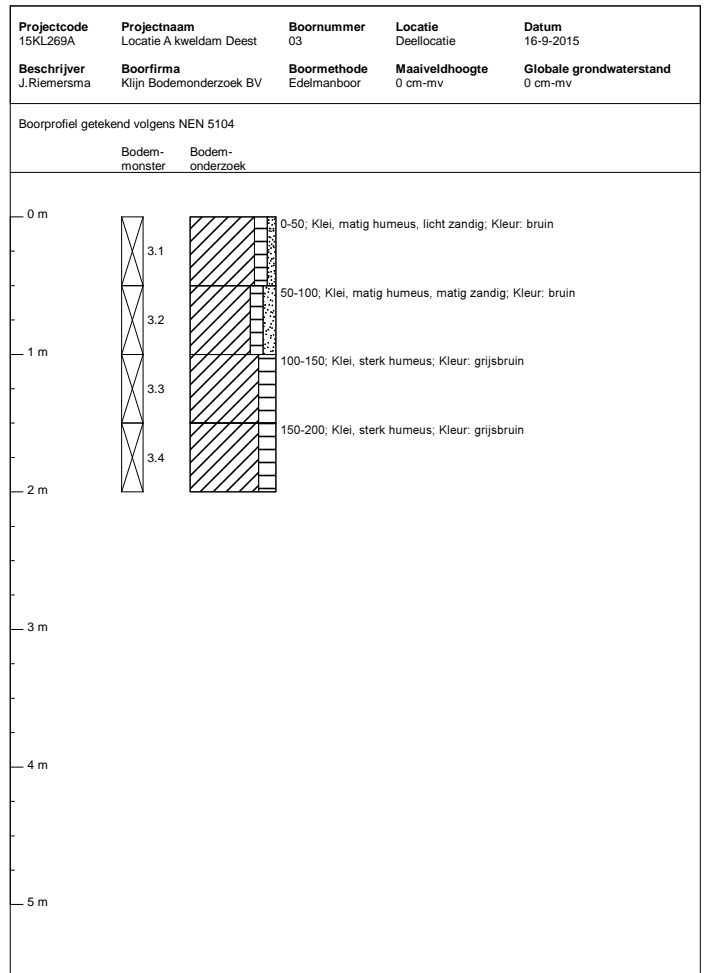 Projectcode Projectnaam Boornummer Locatie Datum
15KL269A Locatie A kweldam Deest 03 Deellocatie 16-9-2015
Beschrijver Boorfirma Boormethode Maaiveldhoogte Globale grondwaterstand
J.Riemersma Klijn Bodemonderzoek BV Edelmanboor 0 cm-mv 0 cm-mv
Boorprofiel getekend volgens NEN 5104
Bodem- Bodem-
monster onderzoek
0 m
0-50; Klei, matig humeus, licht zandig; Kleur: bruin
3.1
50-100; Klei, matig humeus, matig zandig; Kleur: bruin
3.2
1 m
100-150; Klei, sterk humeus; Kleur: grijsbruin
3.3
150-200; Klei, sterk humeus; Kleur: grijsbruin
3.4
2 m
3 m
4 m
5 m